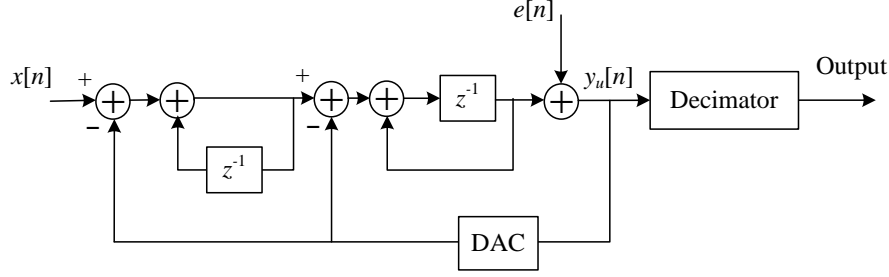 e[n]
x[n]
+
+
y_u[n]
Output
z⁻¹
Decimator
−
−
z⁻¹
DAC